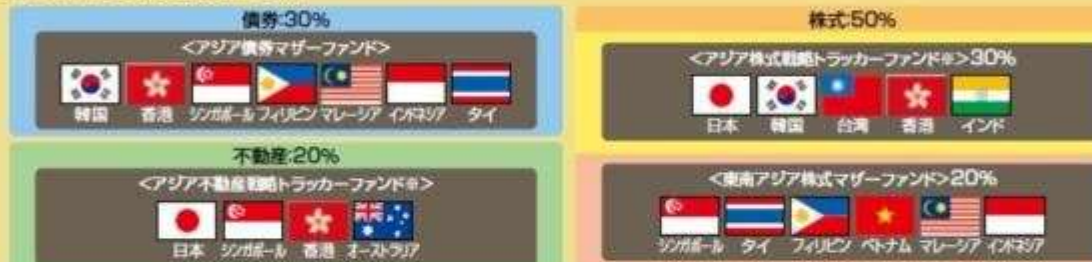 債券:30%
<アジア債券マザーファンド>
韓国 香港 シンガポール フィリピン マレーシア インドネシア タイ
不動産:20%
<アジア不動産戦略トラッカーファンド※>
日本 シンガポール 香港 オーストラリア
株式:50%
<アジア株式戦略トラッカーファンド※>30%
日本 韓国 台湾 香港 インド
<東南アジア株式マザーファンド>20%
シンガポール タイ フィリピン ベトナム マレーシア インドネシア